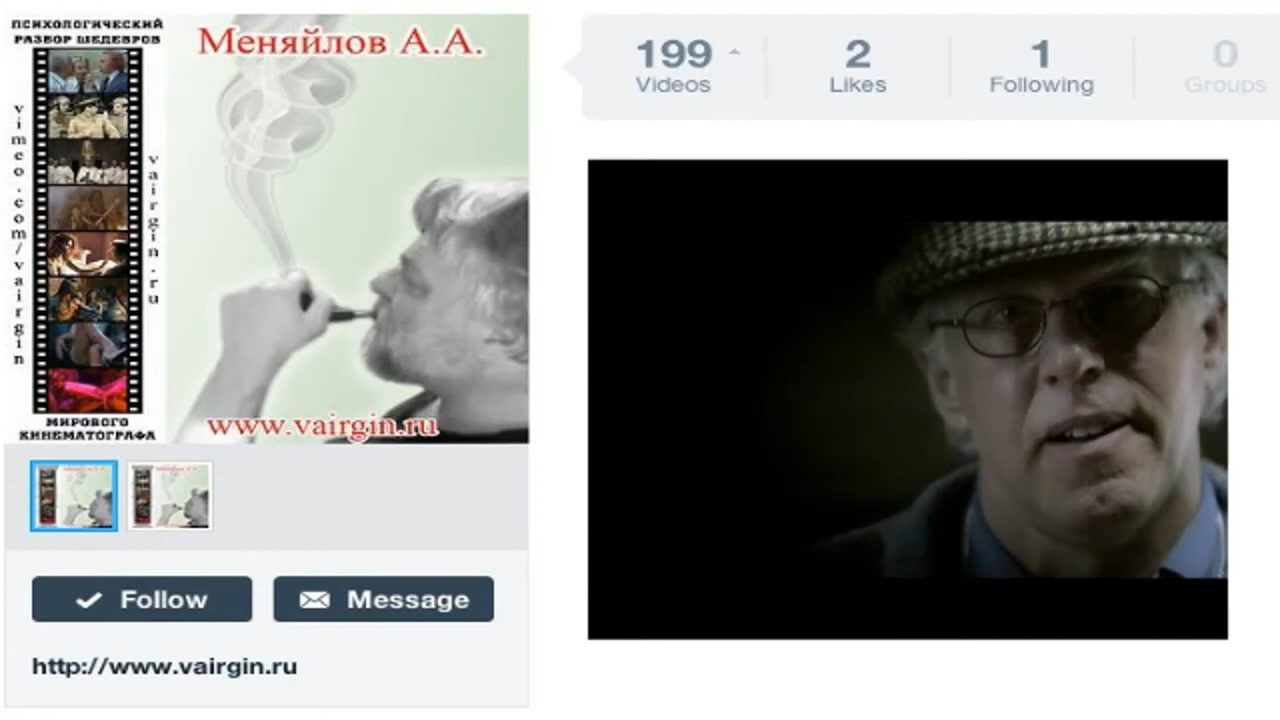 ПСИХОЛОГИЧЕСКИЙ
РАЗБОР ШЕДЕВРОВ
vimeo.com/vairgin
vairgin.ru
МИРОВОГО
КИНЕМАТОГРАФА
Меняйлов А.А.
www.vairgin.ru
199
Videos
2
Likes
1
Following
0
Groups
Follow
Message
http://www.vairgin.ru